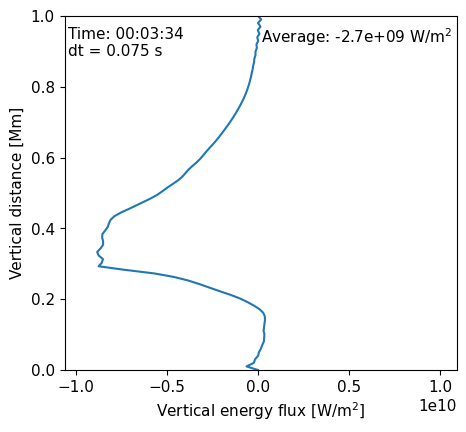 Time: 00:03:34
dt = 0.075 s
Average: -2.7e+09 W/m²
1.0
0.8
0.6
0.4
0.2
0.0
Vertical distance [Mm]
−1.0 −0.5 0.0 0.5 1.0
1e10
Vertical energy flux [W/m²]